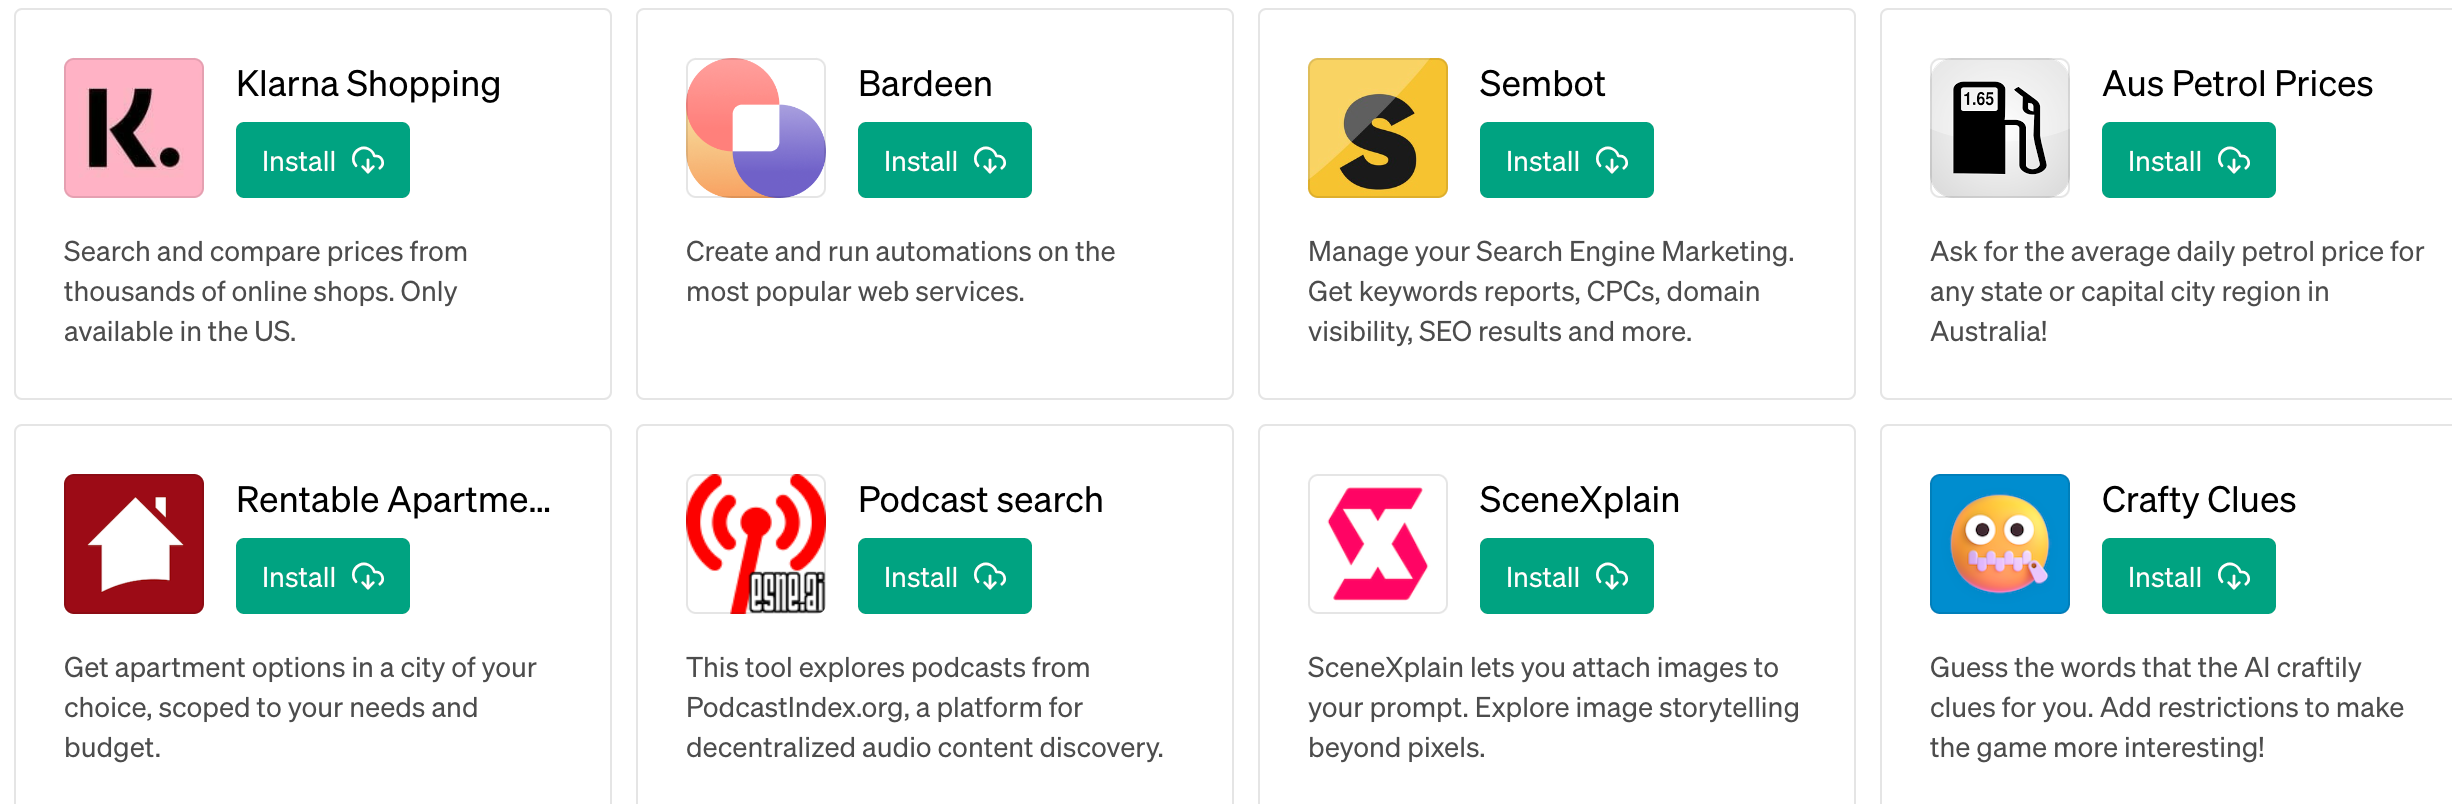 K.
Klarna Shopping
Install
Search and compare prices from
thousands of online shops. Only
available in the US.
Bardeen
Install
Create and run automations on the
most popular web services.
S
Sembot
Install
Manage your Search Engine Marketing.
Get keywords reports, CPCs, domain
visibility, SEO results and more.
1.65
Aus Petrol Prices
Install
Ask for the average daily petrol price for
any state or capital city region in
Australia!
Rentable Apartme...
Install
Get apartment options in a city of your
choice, scoped to your needs and
budget.
esne.ai
Podcast search
Install
This tool explores podcasts from
PodcastIndex.org, a platform for
decentralized audio content discovery.
X
SceneXplain
Install
SceneXplain lets you attach images to
your prompt. Explore image storytelling
beyond pixels.
Crafty Clues
Install
Guess the words that the AI craftily
clues for you. Add restrictions to make
the game more interesting!